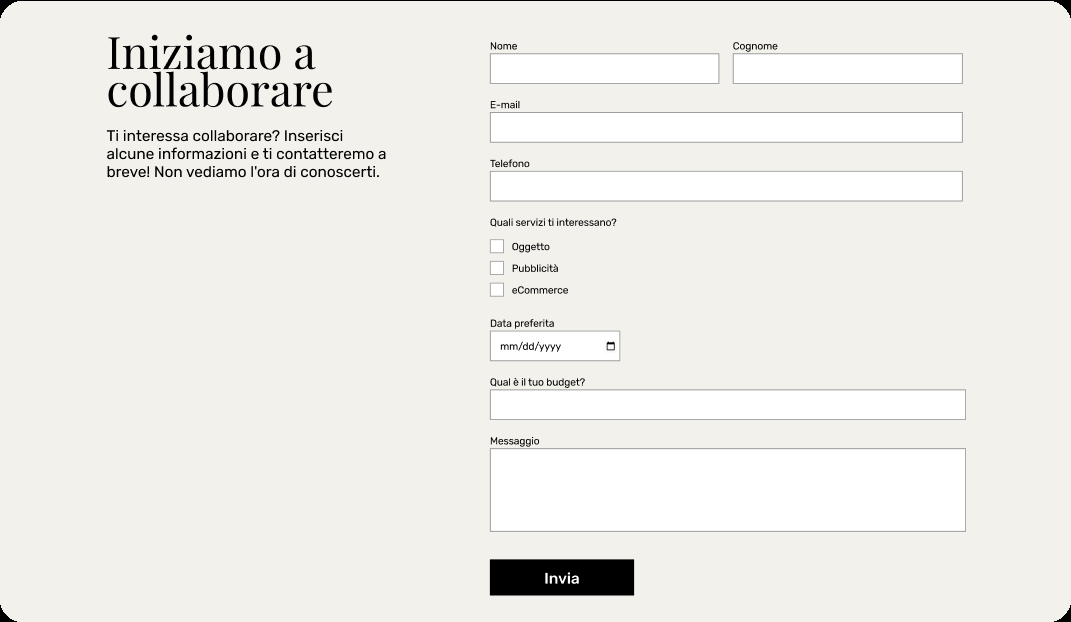 Iniziamo a
collaborare
Ti interessa collaborare? Inserisci
alcune informazioni e ti contatteremo a
breve! Non vediamo l'ora di conoscerti.
Nome
Cognome
E-mail
Telefono
Quali servizi ti interessano?
Oggetto
Pubblicità
eCommerce
Data preferita
mm/dd/yyyy
Qual è il tuo budget?
Messaggio
Invia